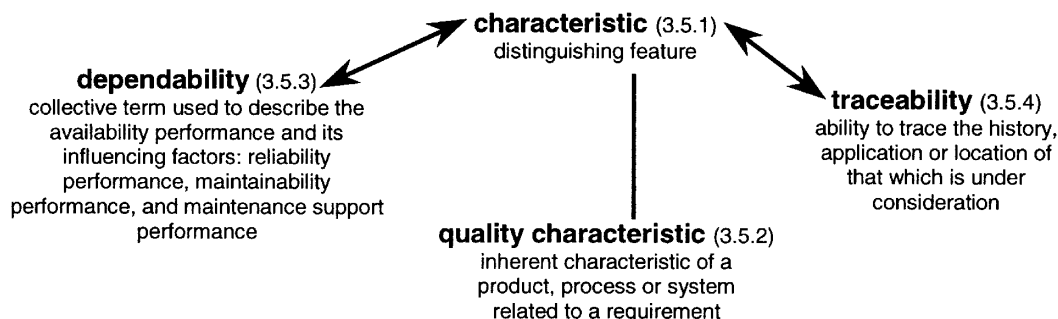 characteristic (3.5.1)
distinguishing feature
dependability (3.5.3)
collective term used to describe the
availability performance and its
influencing factors: reliability
performance, maintainability
performance, and maintenance support
performance
traceability (3.5.4)
ability to trace the history,
application or location of
that which is under
consideration
quality characteristic (3.5.2)
inherent characteristic of a
product, process or system
related to a requirement